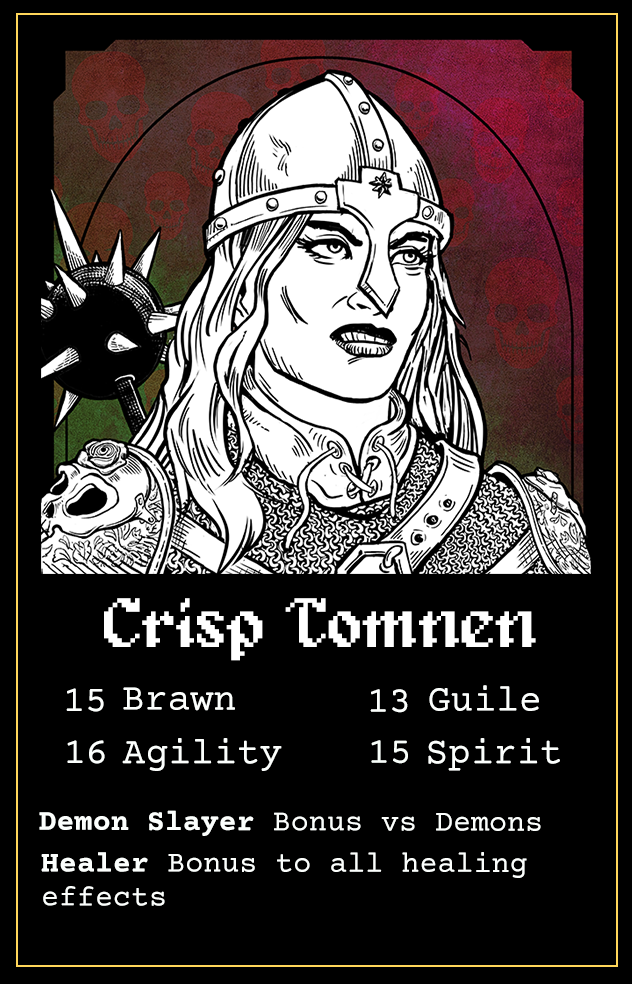 Crisp Tomnen
15 Brawn 13 Guile
16 Agility 15 Spirit
Demon Slayer Bonus vs Demons
Healer Bonus to all healing
effects